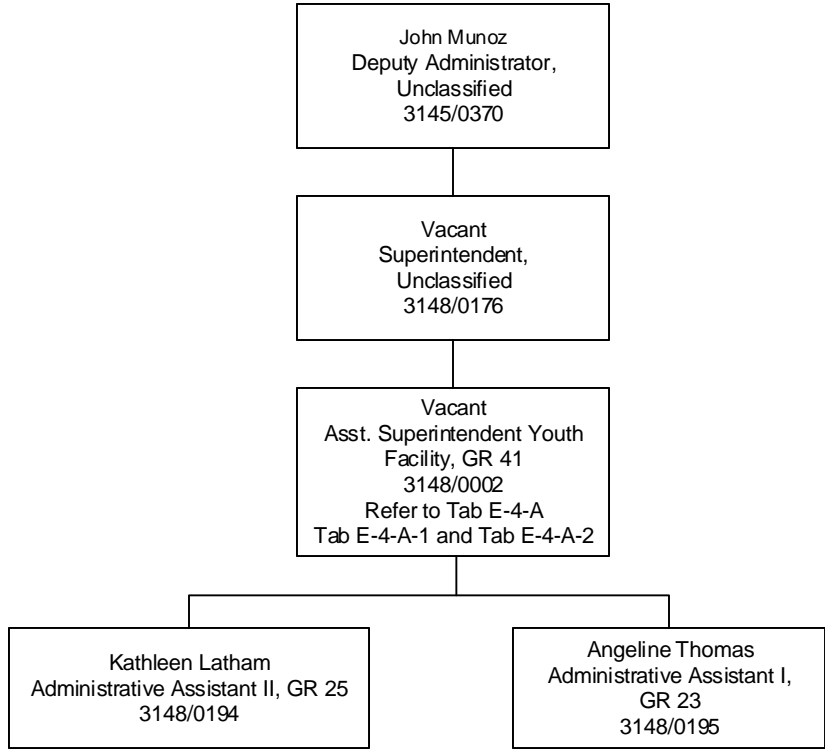 John Munoz
Deputy Administrator,
Unclassified
3145/0370
Vacant
Superintendent,
Unclassified
3148/0176
Vacant
Asst. Superintendent Youth
Facility, GR 41
3148/0002
Refer to Tab E-4-A
Tab E-4-A-1 and Tab E-4-A-2
Kathleen Latham
Administrative Assistant II, GR 25
3148/0194
Angeline Thomas
Administrative Assistant I,
GR 23
3148/0195